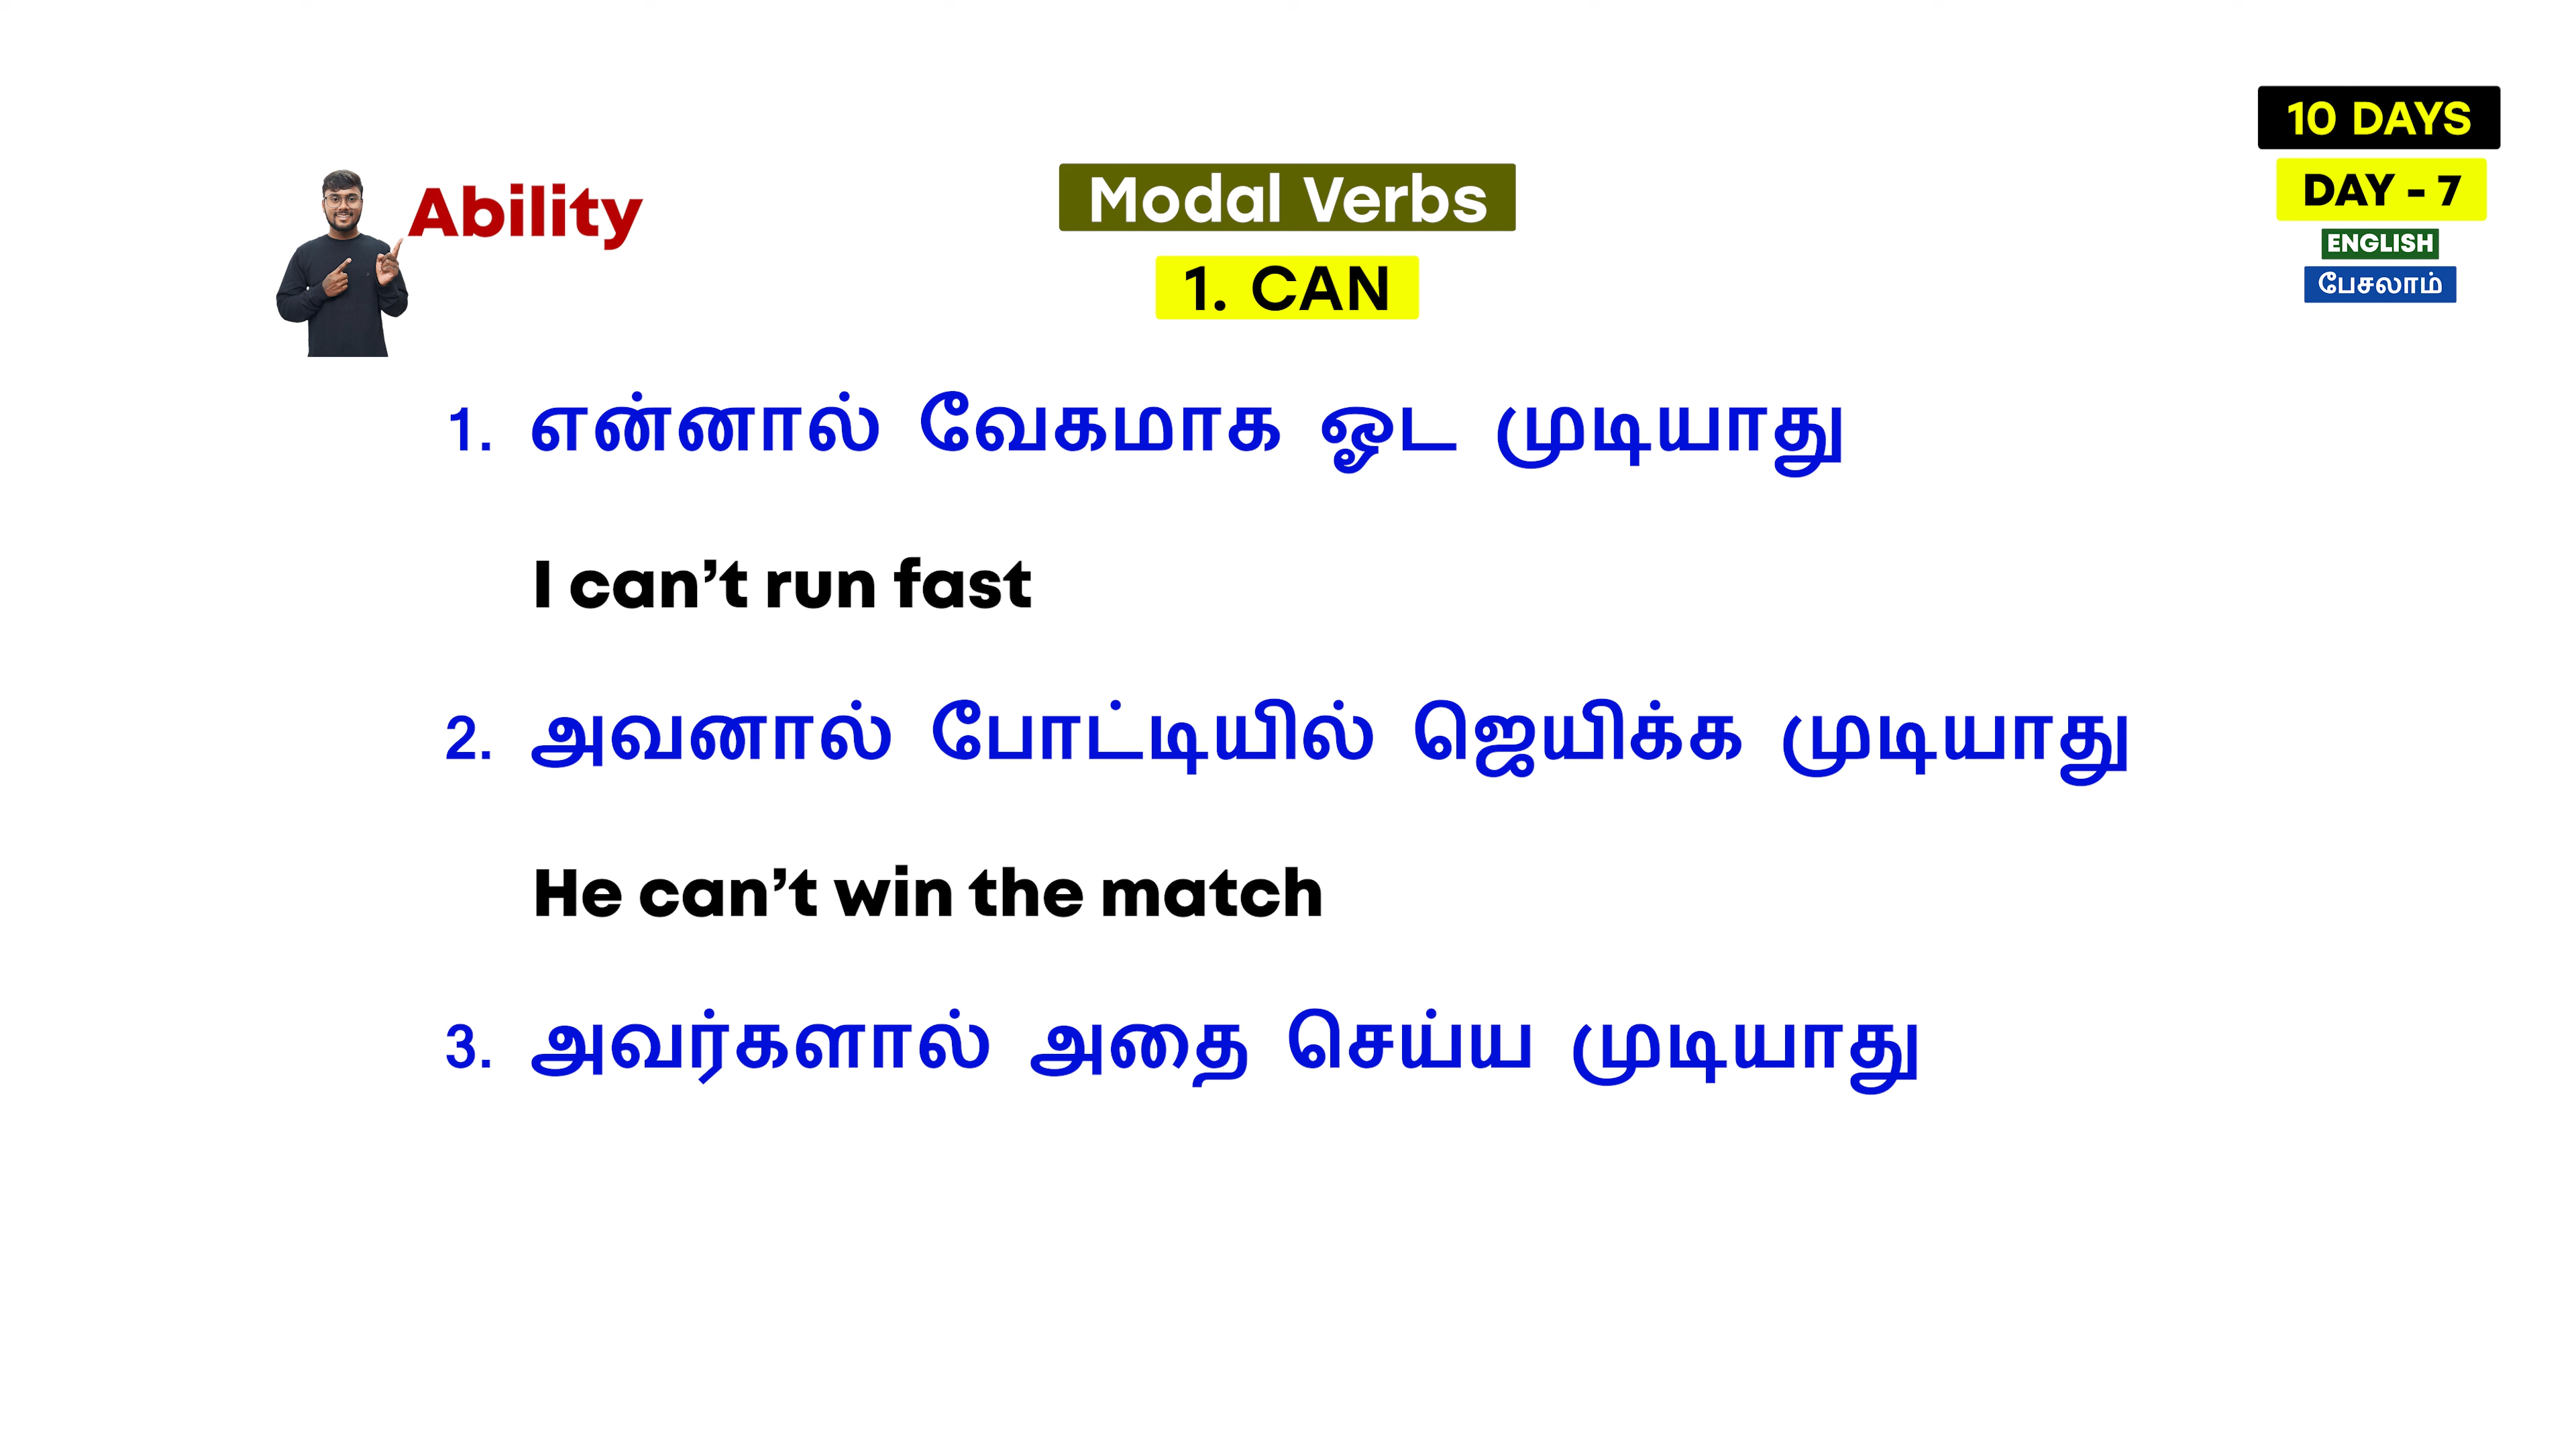 10 DAYS
DAY - 7
ENGLISH
பேசலாம்
Ability
Modal Verbs
1. CAN
1. என்னால் வேகமாக ஓட முடியாது
I can’t run fast
2. அவனால் போட்டியில் ஜெயிக்க முடியாது
He can’t win the match
3. அவர்களால் அதை செய்ய முடியாது